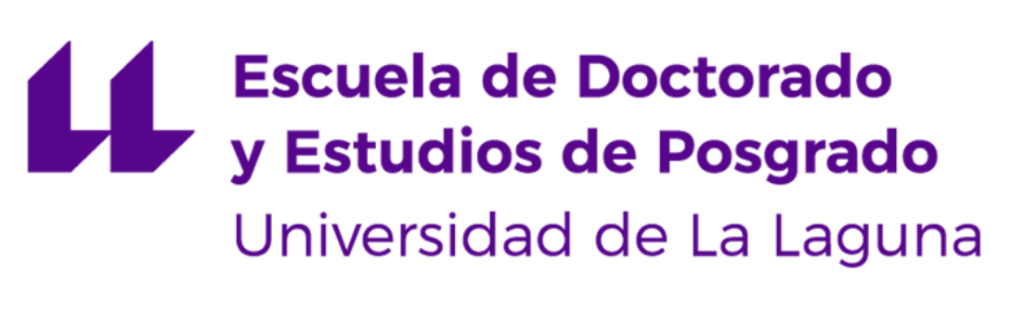 Escuela de Doctorado
y Estudios de Posgrado
Universidad de La Laguna